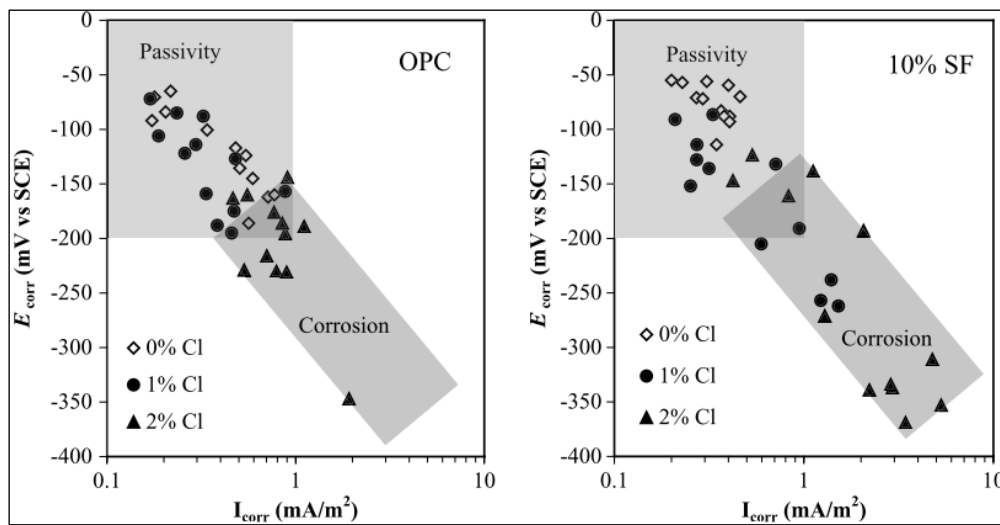 0
-50
-100
-150
-200
-250
-300
-350
-400
E corr (mV vs SCE)
Passivity
OPC
Corrosion
0% Cl
1% Cl
2% Cl
0.1
1
10
Icorr (mA/m²)
0
-50
-100
-150
-200
-250
-300
-350
-400
E corr (mV vs SCE)
Passivity
10% SF
Corrosion
0% Cl
1% Cl
2% Cl
0.1
1
10
Icorr (mA/m²)